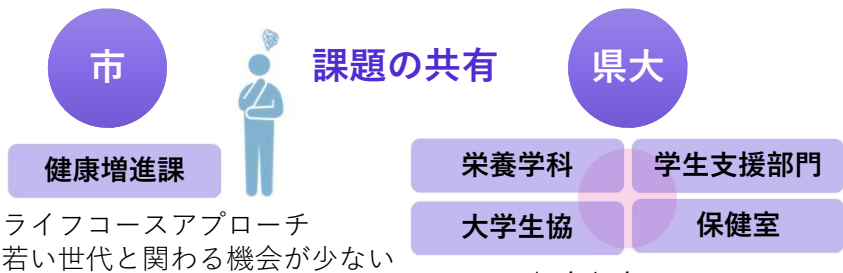 市
課題の共有
県大
健康増進課
栄養学科
学生支援部門
大学生協
保健室
ライフコースアプローチ
若い世代と関わる機会が少ない